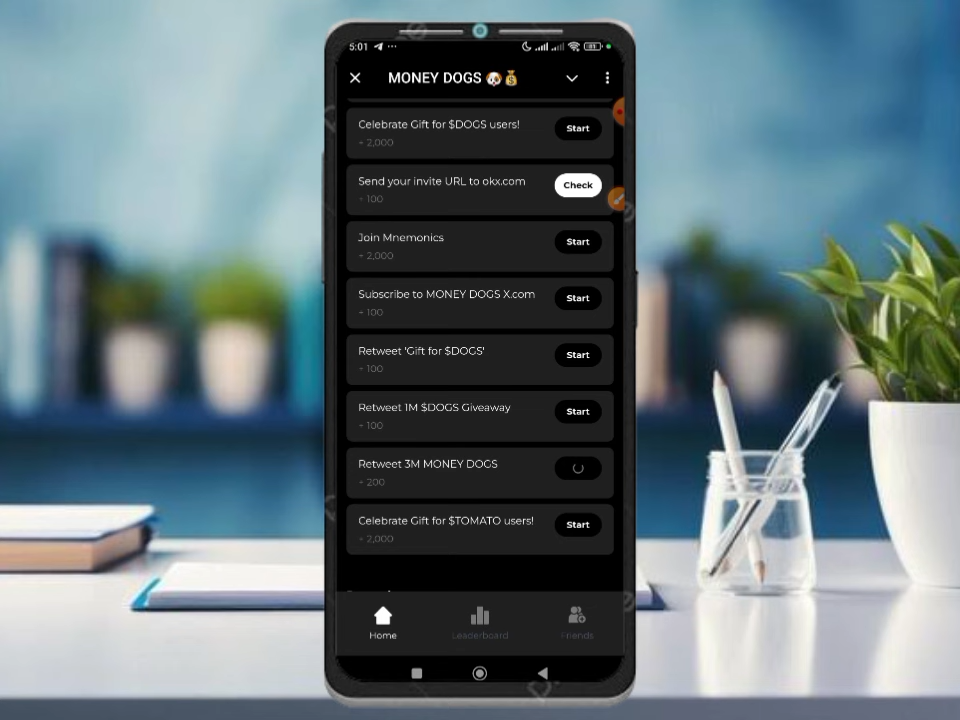 5:01
81
MONEY DOGS 🐶💰
Celebrate Gift for $DOGS users!
+ 2,000
Start
Send your invite URL to okx.com
+ 100
Check
Join Mnemonics
+ 2,000
Start
Subscribe to MONEY DOGS X.com
+ 100
Start
Retweet 'Gift for $DOGS'
+ 100
Start
Retweet 1M $DOGS Giveaway
+ 100
Start
Retweet 3M MONEY DOGS
+ 200
Celebrate Gift for $TOMATO users!
+ 2,000
Start
Home
Leaderboard
Friends